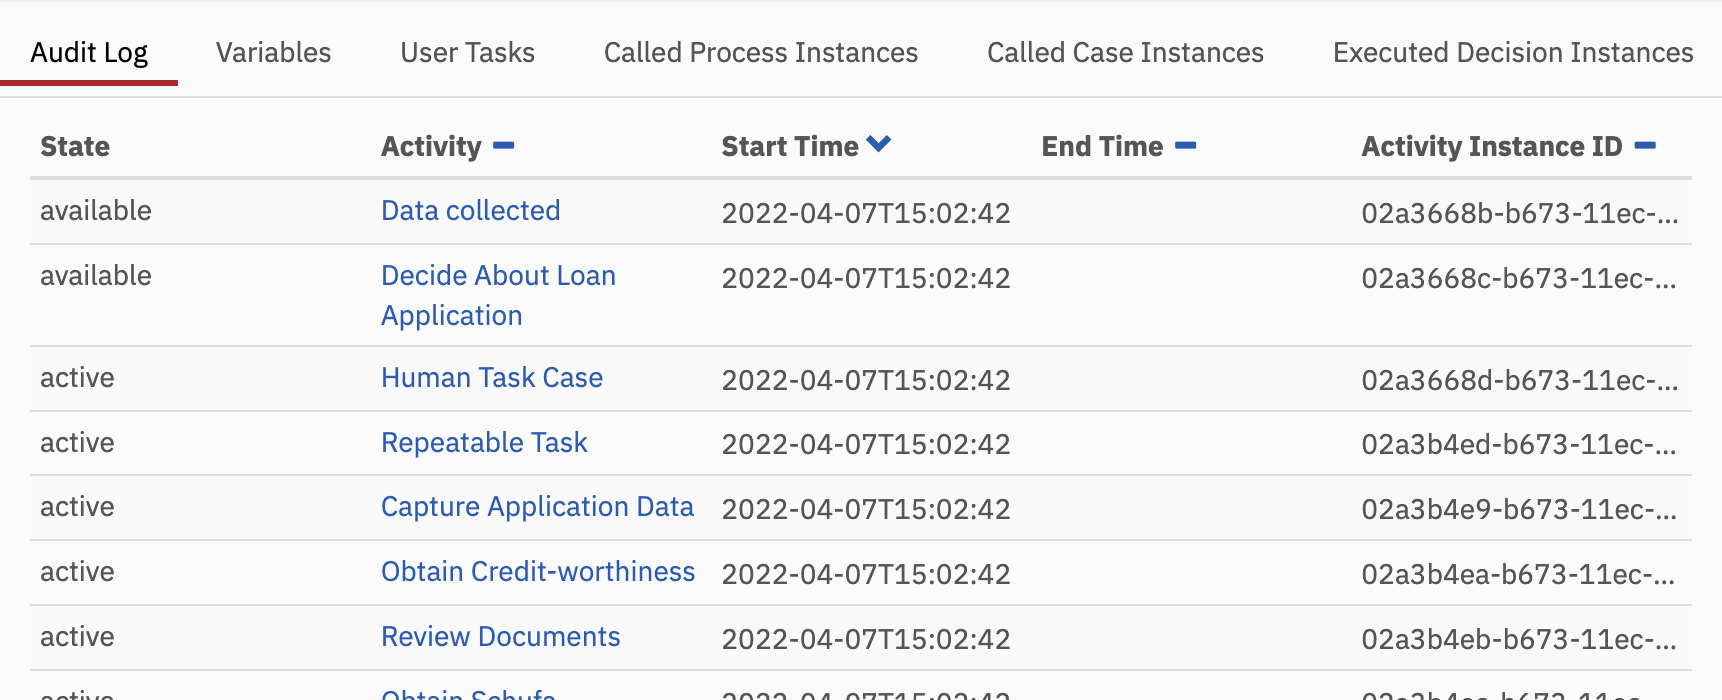 Audit Log Variables User Tasks Called Process Instances Called Case Instances Executed Decision Instances
State Activity Start Time End Time Activity Instance ID
available Data collected 2022-04-07T15:02:42 02a3668b-b673-11ec-...
available Decide About Loan 2022-04-07T15:02:42 02a3668c-b673-11ec-...
Application
active Human Task Case 2022-04-07T15:02:42 02a3668d-b673-11ec-...
active Repeatable Task 2022-04-07T15:02:42 02a3b4ed-b673-11ec-...
active Capture Application Data 2022-04-07T15:02:42 02a3b4e9-b673-11ec-...
active Obtain Credit-worthiness 2022-04-07T15:02:42 02a3b4ea-b673-11ec-...
active Review Documents 2022-04-07T15:02:42 02a3b4eb-b673-11ec-...
active Obtain Schufa